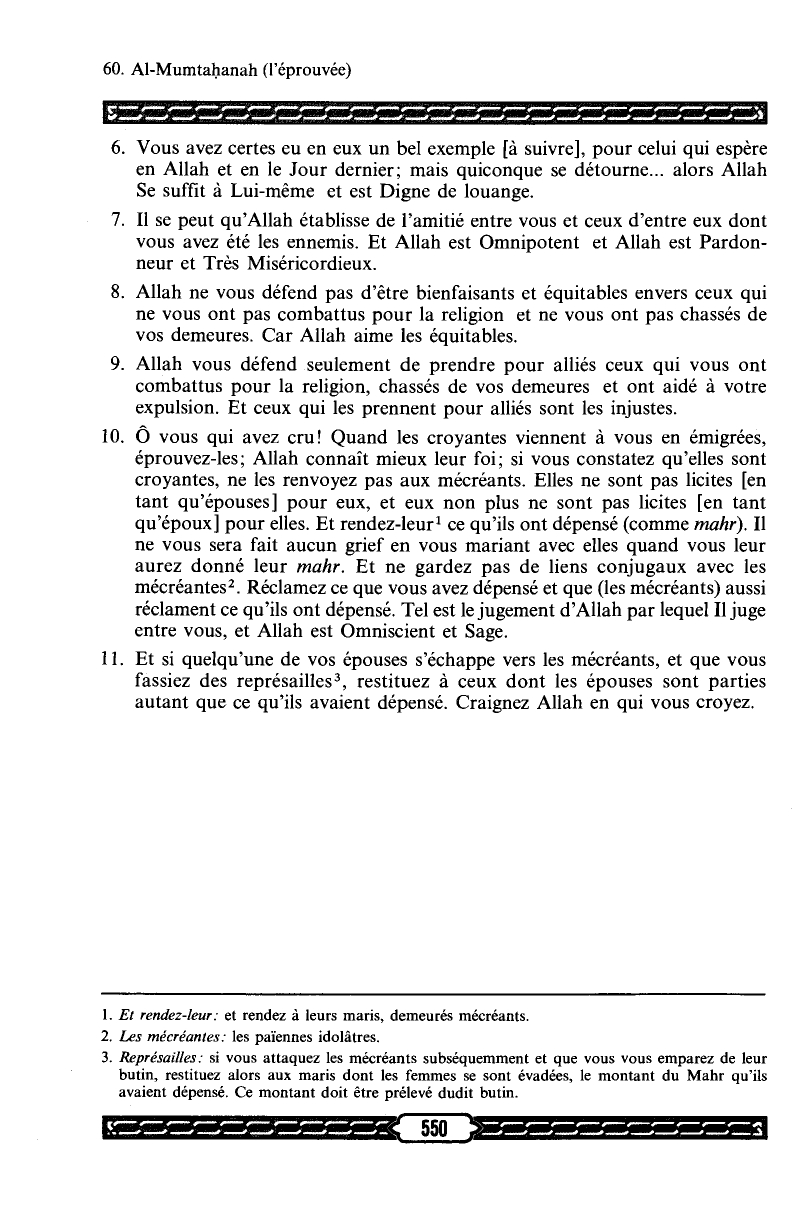 60. Al-Mumtaḥanah (l'éprouvée)
6. Vous avez certes eu en eux un bel exemple [à suivre], pour celui qui espère
en Allah et en le Jour dernier; mais quiconque se détourne... alors Allah
Se suffit à Lui-même et est Digne de louange.
7. Il se peut qu'Allah établisse de l'amitié entre vous et ceux d'entre eux dont
vous avez été les ennemis. Et Allah est Omnipotent et Allah est Pardon-
neur et Très Miséricordieux.
8. Allah ne vous défend pas d'être bienfaisants et équitables envers ceux qui
ne vous ont pas combattus pour la religion et ne vous ont pas chassés de
vos demeures. Car Allah aime les équitables.
9. Allah vous défend seulement de prendre pour alliés ceux qui vous ont
combattus pour la religion, chassés de vos demeures et ont aidé à votre
expulsion. Et ceux qui les prennent pour alliés sont les injustes.
10. Ô vous qui avez cru! Quand les croyantes viennent à vous en émigrées,
éprouvez-les; Allah connaît mieux leur foi; si vous constatez qu'elles sont
croyantes, ne les renvoyez pas aux mécréants. Elles ne sont pas licites [en
tant qu'épouses] pour eux, et eux non plus ne sont pas licites [en tant
qu'époux] pour elles. Et rendez-leur¹ ce qu'ils ont dépensé (comme mahr). Il
ne vous sera fait aucun grief en vous mariant avec elles quand vous leur
aurez donné leur mahr. Et ne gardez pas de liens conjugaux avec les
mécréantes². Réclamez ce que vous avez dépensé et que (les mécréants) aussi
réclament ce qu'ils ont dépensé. Tel est le jugement d'Allah par lequel Il juge
entre vous, et Allah est Omniscient et Sage.
11. Et si quelqu'une de vos épouses s'échappe vers les mécréants, et que vous
fassiez des représailles³, restituez à ceux dont les épouses sont parties
autant que ce qu'ils avaient dépensé. Craignez Allah en qui vous croyez.
1. Et rendez-leur: et rendez à leurs maris, demeurés mécréants.
2. Les mécréantes: les païennes idolâtres.
3. Représailles: si vous attaquez les mécréants subséquemment et que vous vous emparez de leur
butin, restituez alors aux maris dont les femmes se sont évadées, le montant du Mahr qu'ils
avaient dépensé. Ce montant doit être prélevé dudit butin.
550